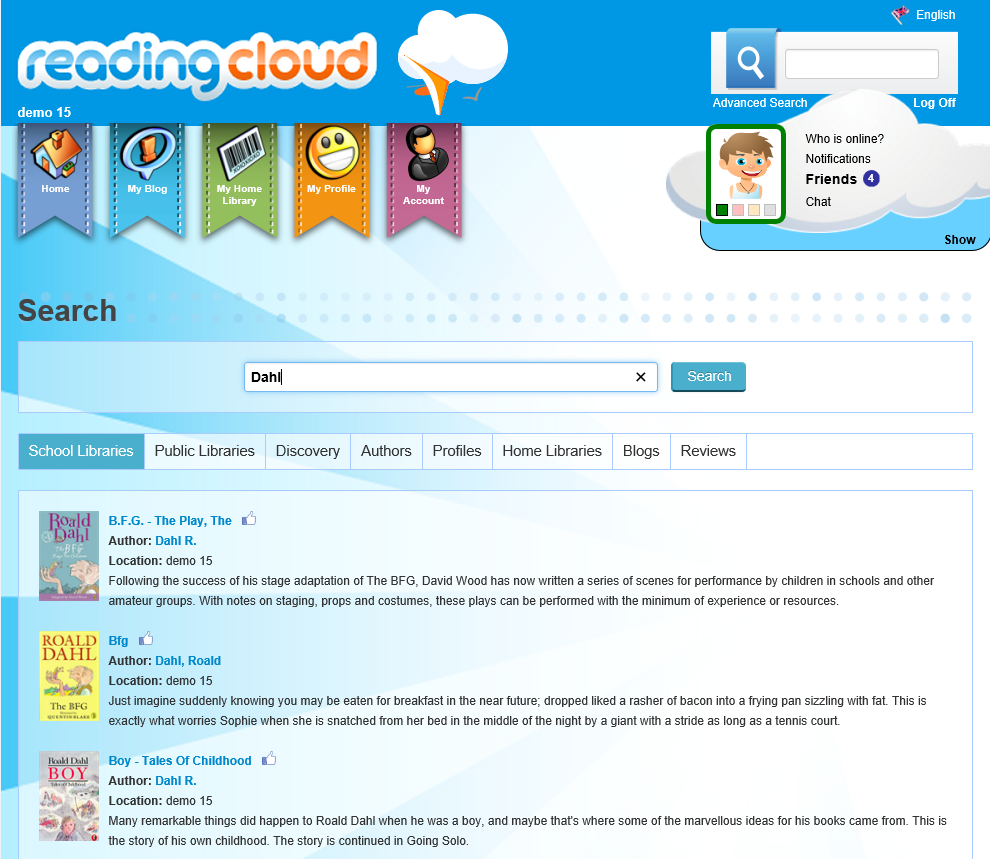 English
readingcloud
demo 15
Advanced Search
Log Off
Home
My Blog
My Home
Library
My Profile
My
Account
Who is online?
Notifications
Friends 4
Chat
Show
Search
Dahl
Search
School Libraries
Public Libraries
Discovery
Authors
Profiles
Home Libraries
Blogs
Reviews
Roald
Dahl
The BFG
B.F.G. - The Play, The
Author: Dahl R.
Location: demo 15
Following the success of his stage adaptation of The BFG, David Wood has now written a series of scenes for performance by children in schools and other
amateur groups. With notes on staging, props and costumes, these plays can be performed with the minimum of experience or resources.
ROALD
DAHL
The BFG
QUENTIN BLAKE
Bfg
Author: Dahl, Roald
Location: demo 15
Just imagine suddenly knowing you may be eaten for breakfast in the near future; dropped liked a rasher of bacon into a frying pan sizzling with fat. This is
exactly what worries Sophie when she is snatched from her bed in the middle of the night by a giant with a stride as long as a tennis court.
Roald Dahl
BOY
Tales of Childhood
Boy - Tales Of Childhood
Author: Dahl R.
Location: demo 15
Many remarkable things did happen to Roald Dahl when he was a boy, and maybe that's where some of the marvellous ideas for his books came from. This is
the story of his own childhood. The story is continued in Going Solo.